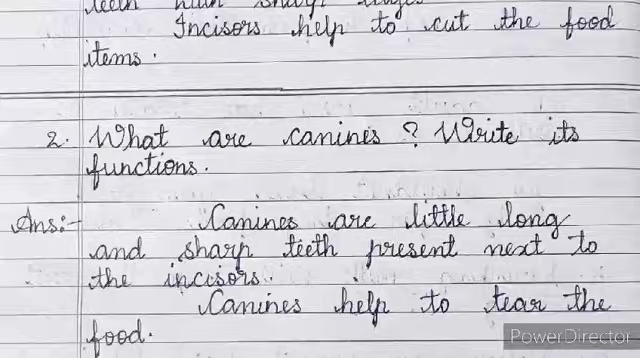 teeth
Incisors help to cut the food
items.
2. What are canines ? Write its
functions.
Ans:- Canines are little long
and sharp teeth present next to
the incisors.
Canines help to tear the
food.
PowerDirector